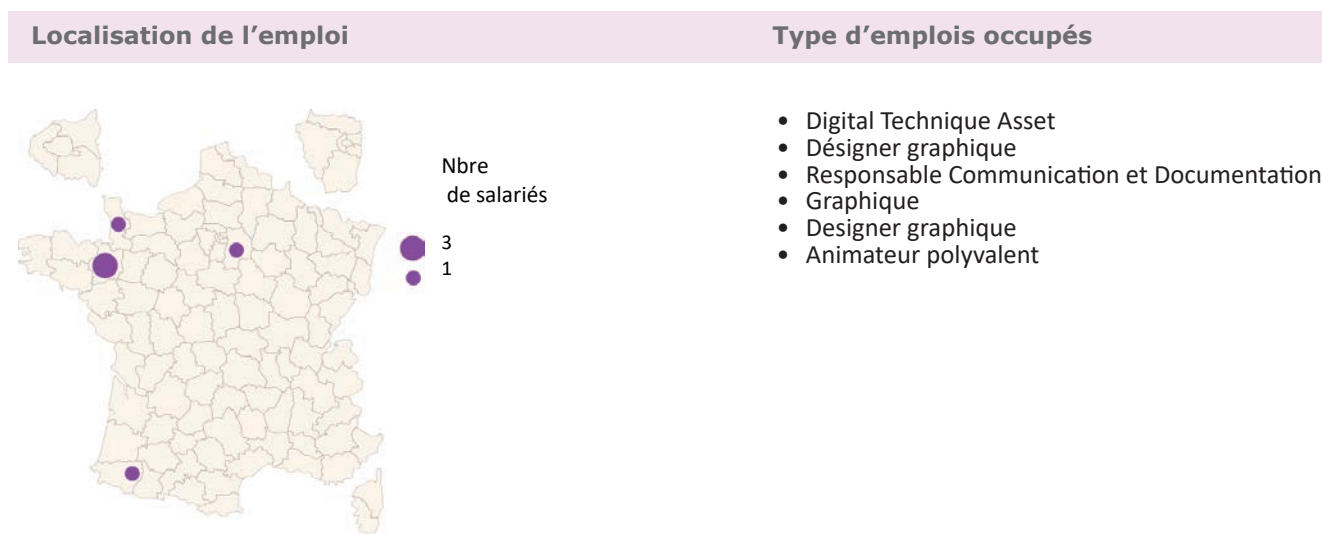 Localisation de l’emploi
Type d’emplois occupés
Nbre
de salariés
3
1
• Digital Technique Asset
• Désigner graphique
• Responsable Communication et Documentation
• Graphique
• Designer graphique
• Animateur polyvalent